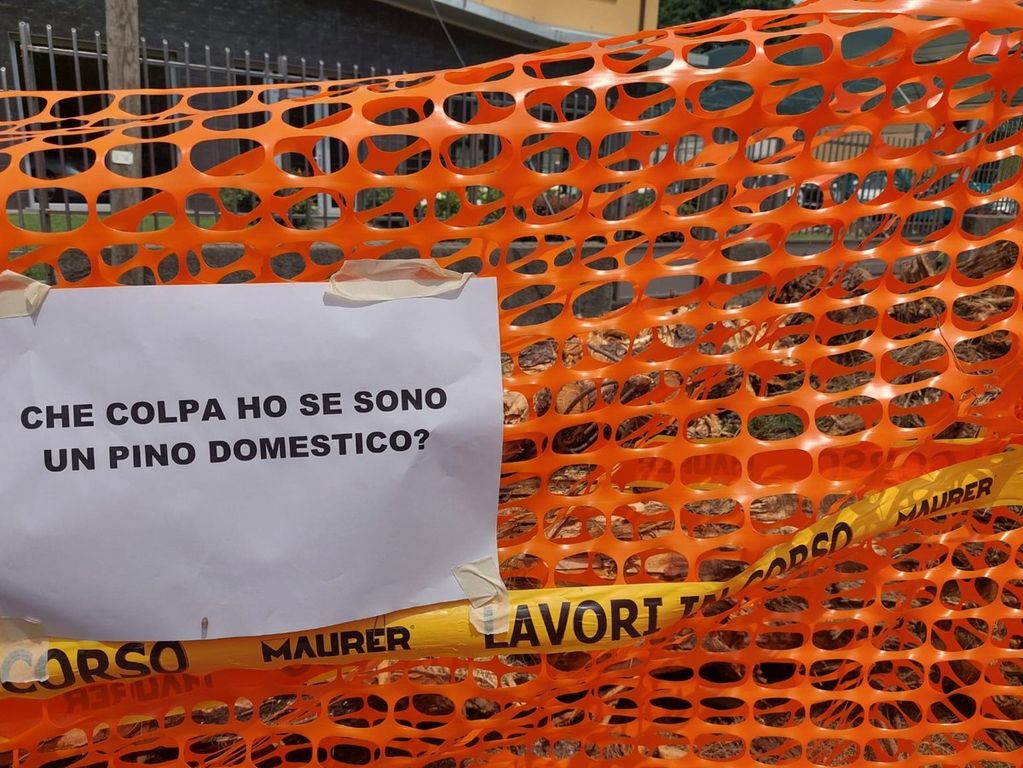 CHE COLPA HO SE SONO
UN PINO DOMESTICO?
CORSO MAURER LAVORI IN CORSO MAURER